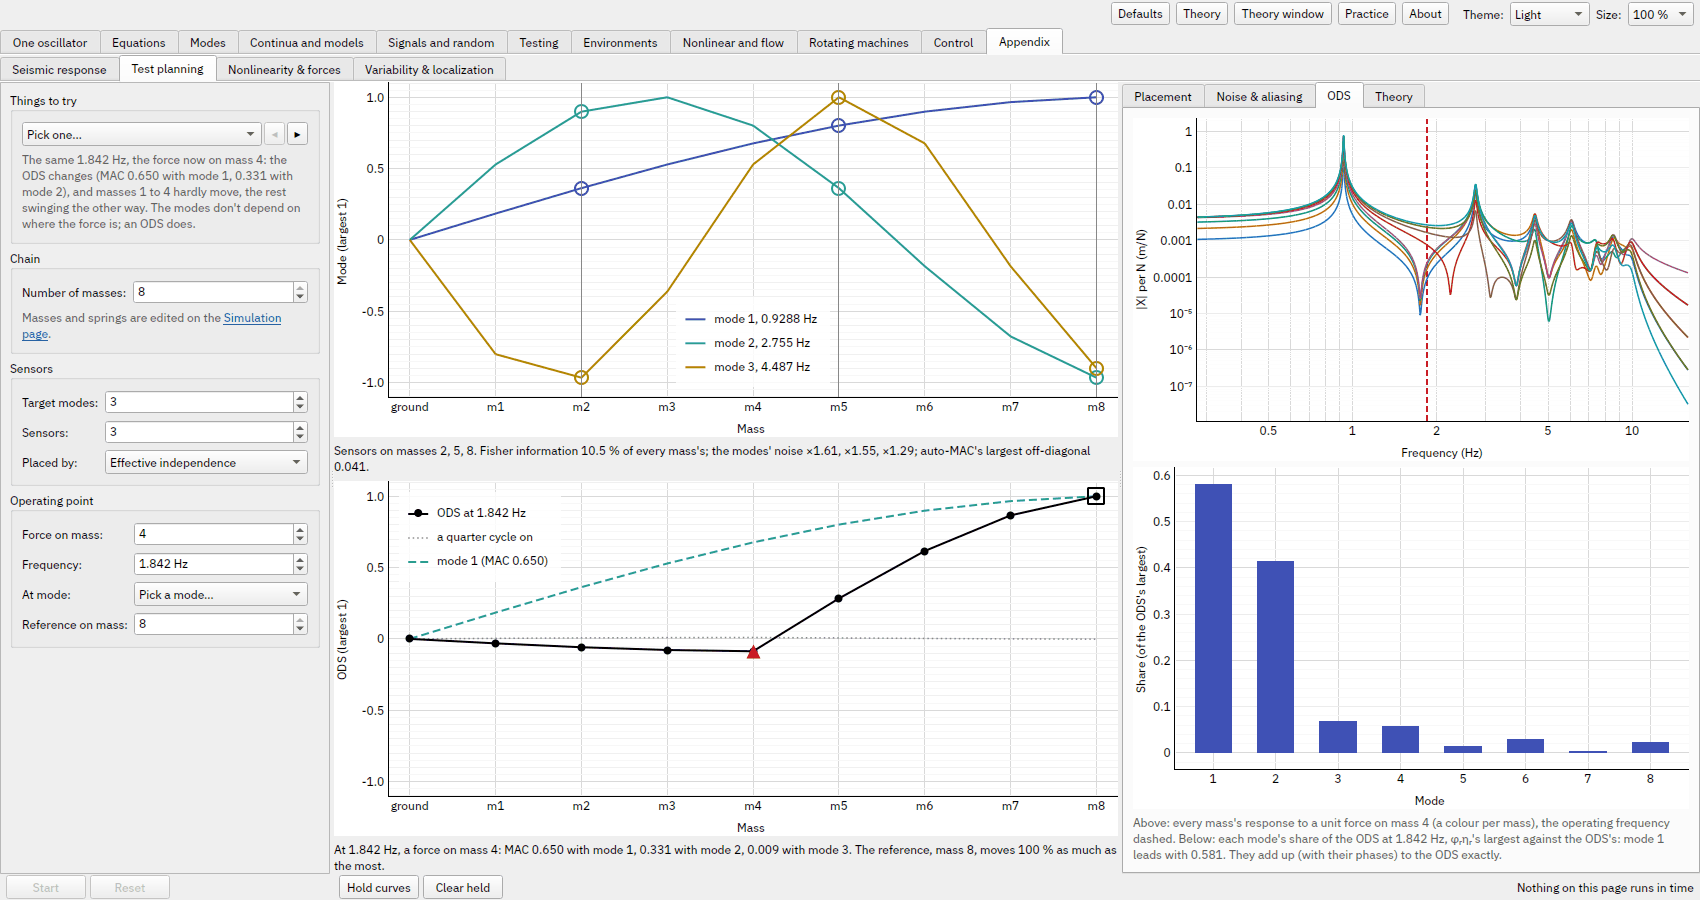 Defaults
Theory
Theory window
Practice
About
Theme:
Light
Size:
100 %
One oscillator
Equations
Modes
Continua and models
Signals and random
Testing
Environments
Nonlinear and flow
Rotating machines
Control
Appendix
Seismic response
Test planning
Nonlinearity & forces
Variability & localization
Things to try
Pick one...
The same 1.842 Hz, the force now on mass 4: the
ODS changes (MAC 0.650 with mode 1, 0.331 with
mode 2), and masses 1 to 4 hardly move, the rest
swinging the other way. The modes don't depend on
where the force is; an ODS does.
Chain
Number of masses:
8
Masses and springs are edited on the Simulation
page.
Sensors
Target modes:
3
Sensors:
3
Placed by:
Effective independence
Operating point
Force on mass:
4
Frequency:
1.842 Hz
At mode:
Pick a mode...
Reference on mass:
8
Start
Reset
1.0
0.5
0
-0.5
-1.0
Mode (largest 1)
mode 1, 0.9288 Hz
mode 2, 2.755 Hz
mode 3, 4.487 Hz
ground
m1
m2
m3
m4
m5
m6
m7
m8
Mass
Sensors on masses 2, 5, 8. Fisher information 10.5 % of every mass's; the modes' noise ×1.61, ×1.55, ×1.29; auto-MAC's largest off-diagonal
0.041.
1.0
0.5
0
-0.5
-1.0
ODS (largest 1)
ODS at 1.842 Hz
a quarter cycle on
mode 1 (MAC 0.650)
ground
m1
m2
m3
m4
m5
m6
m7
m8
Mass
At 1.842 Hz, a force on mass 4: MAC 0.650 with mode 1, 0.331 with mode 2, 0.009 with mode 3. The reference, mass 8, moves 100 % as much as
the most.
Hold curves
Clear held
Placement
Noise & aliasing
ODS
Theory
1
0.1
0.01
0.001
0.0001
10⁻⁵
10⁻⁶
10⁻⁷
|X| per N (m/N)
0.5
1
2
5
10
Frequency (Hz)
0.6
0.5
0.4
0.3
0.2
0.1
0
Share (of the ODS's largest)
1
2
3
4
5
6
7
8
Mode
Above: every mass's response to a unit force on mass 4 (a colour per mass), the operating frequency
dashed. Below: each mode's share of the ODS at 1.842 Hz, φᵣηᵣ's largest against the ODS's: mode 1
leads with 0.581. They add up (with their phases) to the ODS exactly.
Nothing on this page runs in time